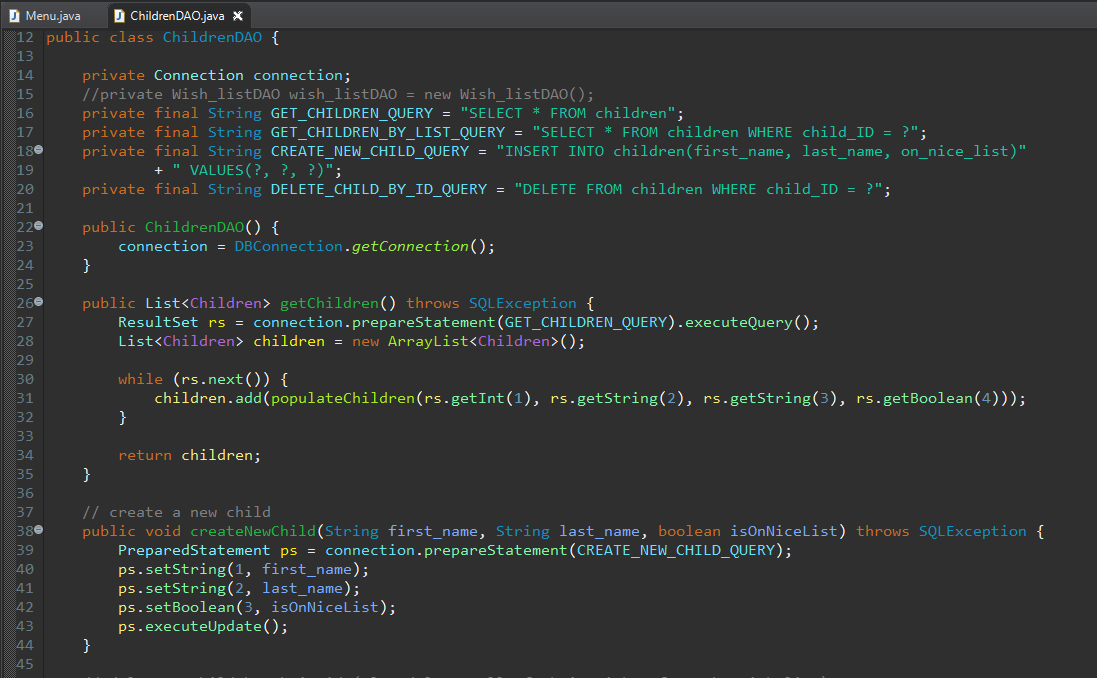 Menu.java
ChildrenDAO.java
12 public class ChildrenDAO {
13
14 private Connection connection;
15 //private Wish_listDAO wish_listDAO = new Wish_listDAO();
16 private final String GET_CHILDREN_QUERY = "SELECT * FROM children";
17 private final String GET_CHILDREN_BY_LIST_QUERY = "SELECT * FROM children WHERE child_ID = ?";
18 private final String CREATE_NEW_CHILD_QUERY = "INSERT INTO children(first_name, last_name, on_nice_list)"
19 + " VALUES(?, ?, ?)";
20 private final String DELETE_CHILD_BY_ID_QUERY = "DELETE FROM children WHERE child_ID = ?";
21
22 public ChildrenDAO() {
23 connection = DBConnection.getConnection();
24 }
25
26 public List<Children> getChildren() throws SQLException {
27 ResultSet rs = connection.prepareStatement(GET_CHILDREN_QUERY).executeQuery();
28 List<Children> children = new ArrayList<Children>();
29
30 while (rs.next()) {
31 children.add(populateChildren(rs.getInt(1), rs.getString(2), rs.getString(3), rs.getBoolean(4)));
32 }
33
34 return children;
35 }
36
37 // create a new child
38 public void createNewChild(String first_name, String last_name, boolean isOnNiceList) throws SQLException {
39 PreparedStatement ps = connection.prepareStatement(CREATE_NEW_CHILD_QUERY);
40 ps.setString(1, first_name);
41 ps.setString(2, last_name);
42 ps.setBoolean(3, isOnNiceList);
43 ps.executeUpdate();
44 }
45